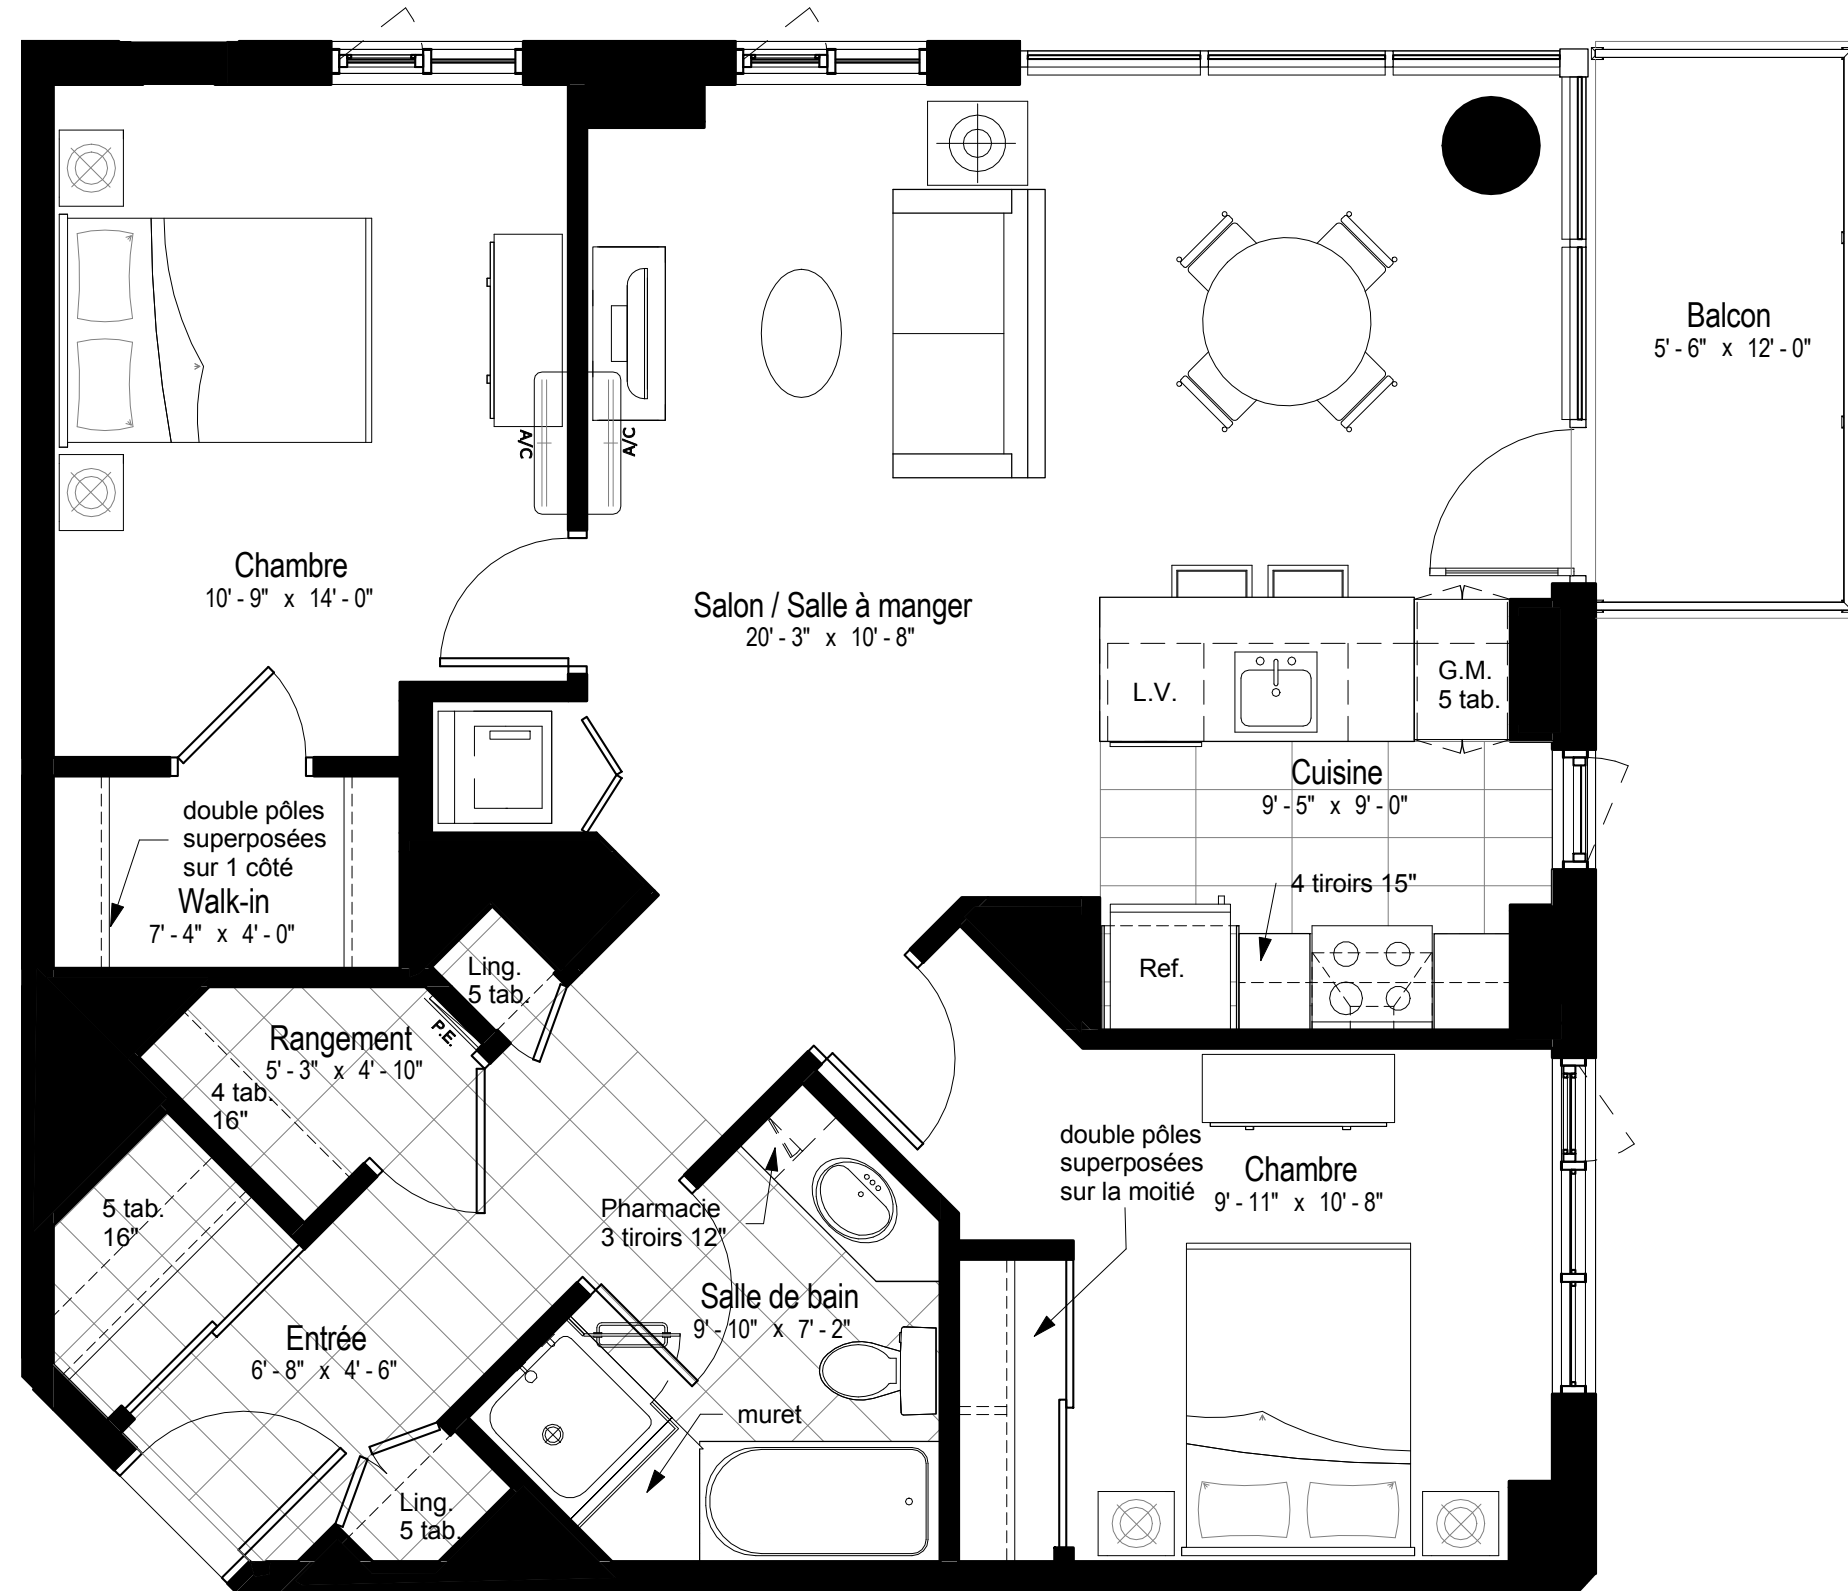 Balcon
5' - 6" x 12' - 0"
A/C
A/C
Chambre
10' - 9" x 14' - 0"
Salon / Salle à manger
20' - 3" x 10' - 8"
L.V.
G.M.
5 tab.
Cuisine
9' - 5" x 9' - 0"
4 tiroirs 15"
Ref.
double pôles
superposées
sur 1 côté
Walk-in
7' - 4" x 4' - 0"
Ling.
5 tab.
Rangement
5' - 3" x 4' - 10"
P.E.
4 tab.
16"
5 tab.
16"
Pharmacie
3 tiroirs 12"
double pôles
superposées
sur la moitié
Chambre
9' - 11" x 10' - 8"
Salle de bain
9' - 10" x 7' - 2"
Entrée
6' - 8" x 4' - 6"
muret
Ling.
5 tab.